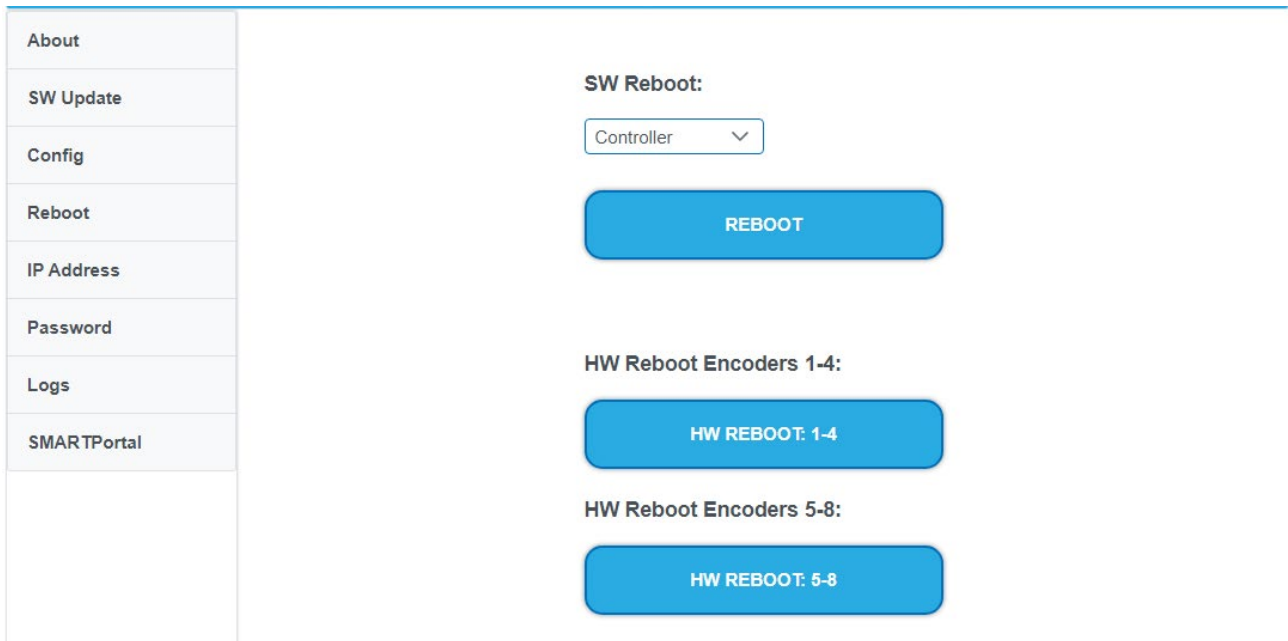 About
SW Update
Config
Reboot
IP Address
Password
Logs
SMARTPortal
SW Reboot:
Controller
REBOOT
HW Reboot Encoders 1-4:
HW REBOOT: 1-4
HW Reboot Encoders 5-8:
HW REBOOT: 5-8